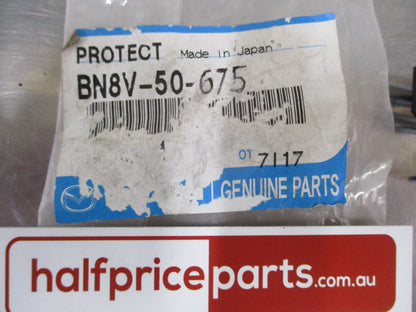 PROTECT Made in Japan
BN8V-50-675
OT 7117
GENUINE PARTS
halfpriceparts.com.au